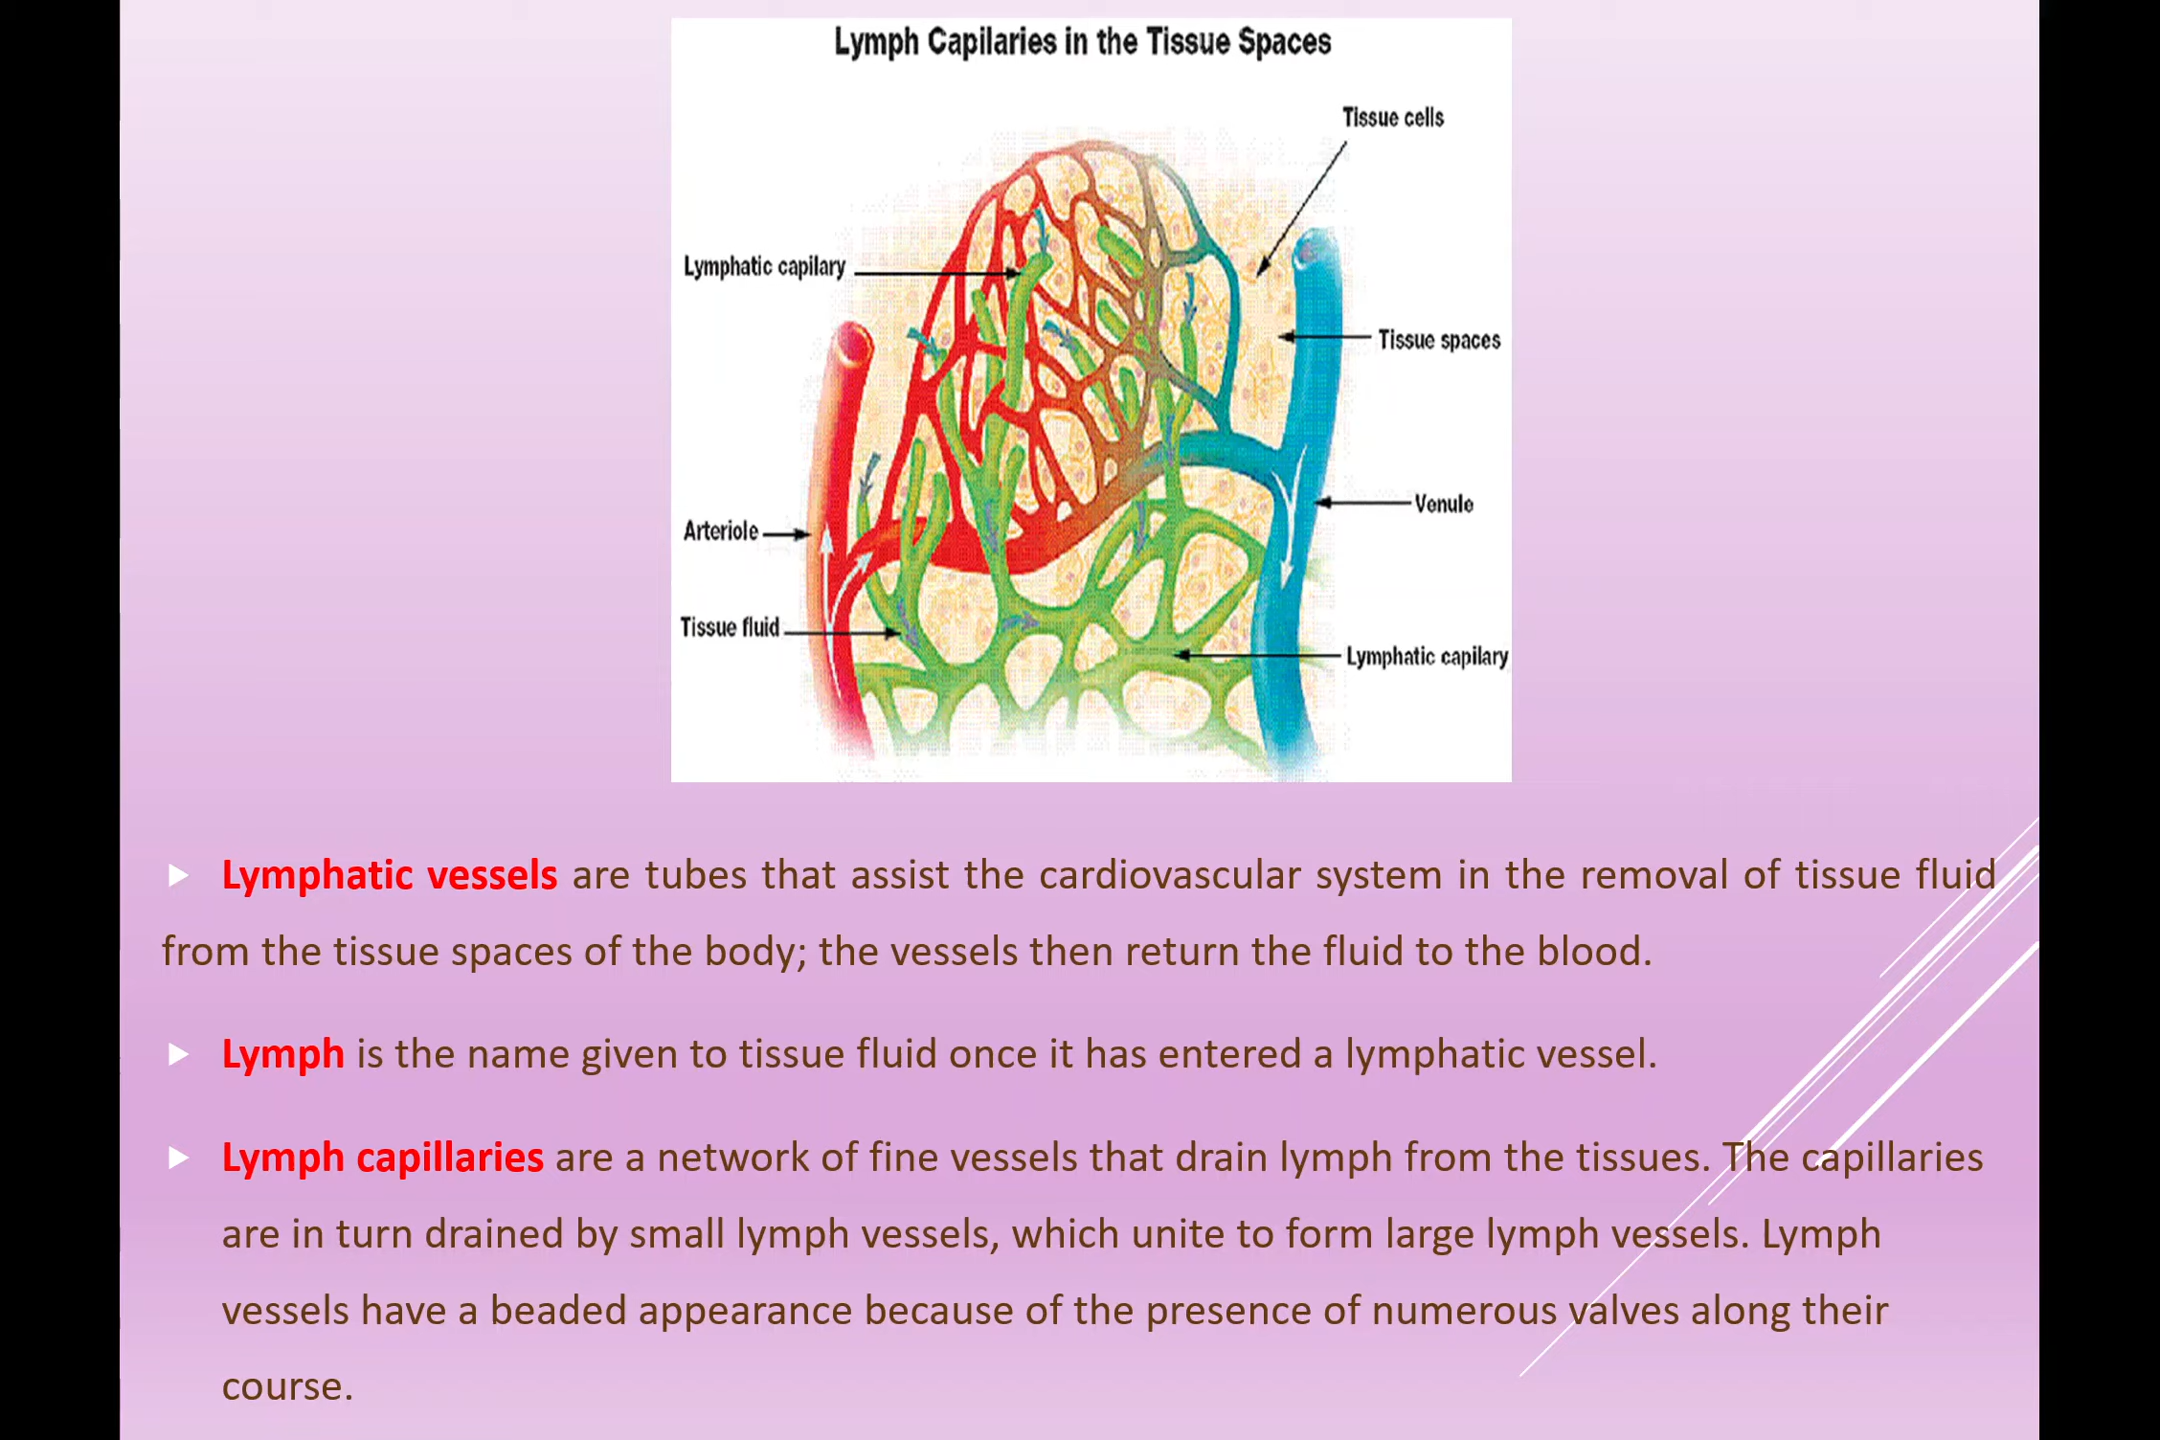 Lymph Capilaries in the Tissue Spaces
Tissue cells
Lymphatic capilary
Tissue spaces
Venule
Arteriole
Tissue fluid
Lymphatic capilary
Lymphatic vessels are tubes that assist the cardiovascular system in the removal of tissue fluid
from the tissue spaces of the body; the vessels then return the fluid to the blood.
Lymph is the name given to tissue fluid once it has entered a lymphatic vessel.
Lymph capillaries are a network of fine vessels that drain lymph from the tissues. The capillaries
are in turn drained by small lymph vessels, which unite to form large lymph vessels. Lymph
vessels have a beaded appearance because of the presence of numerous valves along their
course.